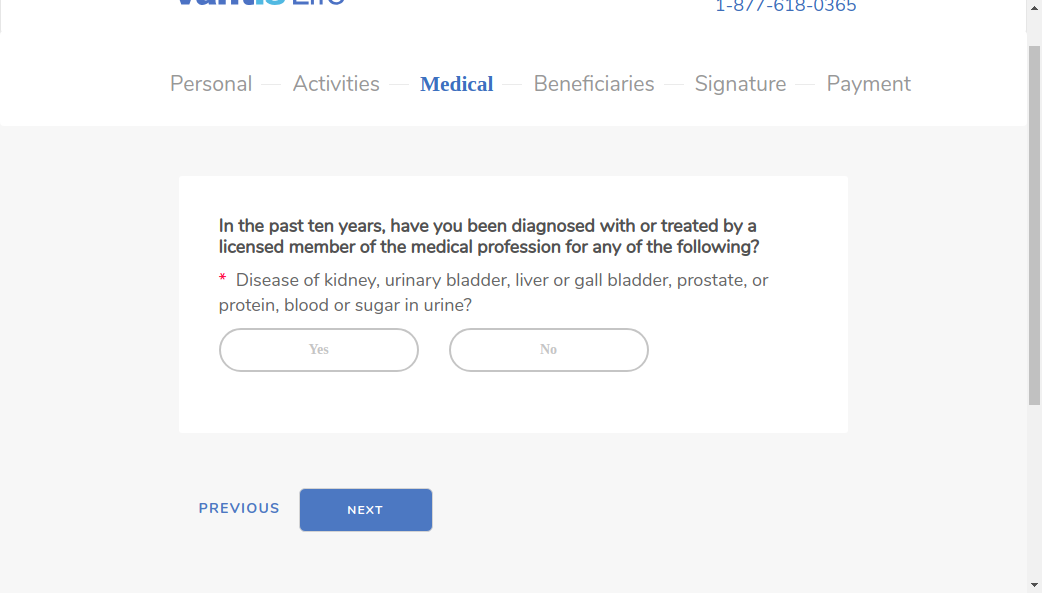 vantis Life
1-877-618-0365
Personal — Activities — Medical — Beneficiaries — Signature — Payment
In the past ten years, have you been diagnosed with or treated by a
licensed member of the medical profession for any of the following?
* Disease of kidney, urinary bladder, liver or gall bladder, prostate, or
protein, blood or sugar in urine?
Yes No
PREVIOUS NEXT